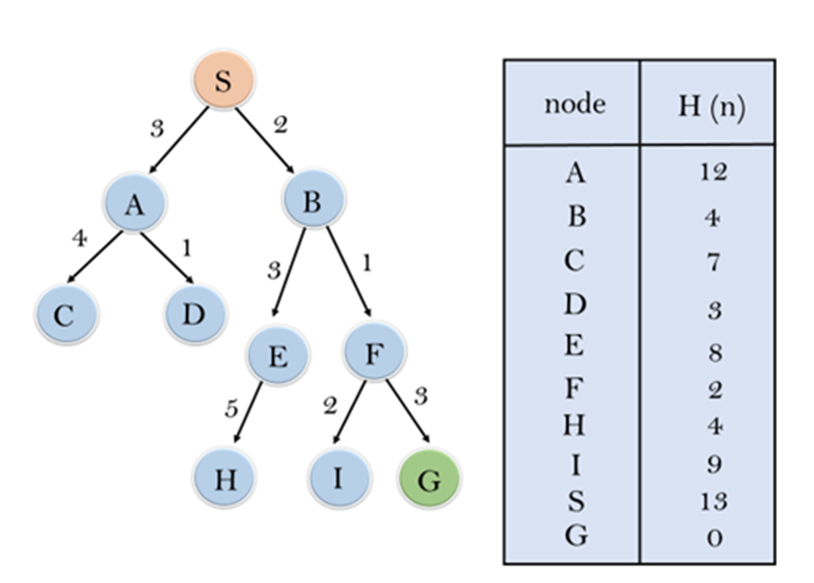 S
3 2
A B
4 1 3 1
C D E F
5 2 3
H I G
node H (n)
A 12
B 4
C 7
D 3
E 8
F 2
H 4
I 9
S 13
G 0